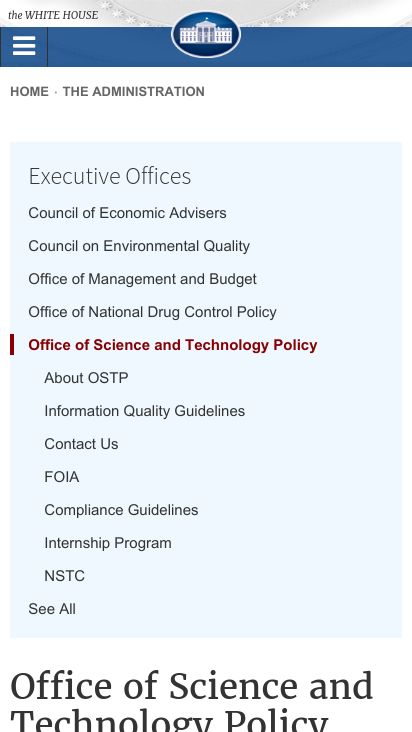 the WHITE HOUSE
HOME · THE ADMINISTRATION
Executive Offices
Council of Economic Advisers
Council on Environmental Quality
Office of Management and Budget
Office of National Drug Control Policy
Office of Science and Technology Policy
About OSTP
Information Quality Guidelines
Contact Us
FOIA
Compliance Guidelines
Internship Program
NSTC
See All
Office of Science and
Technology Policy